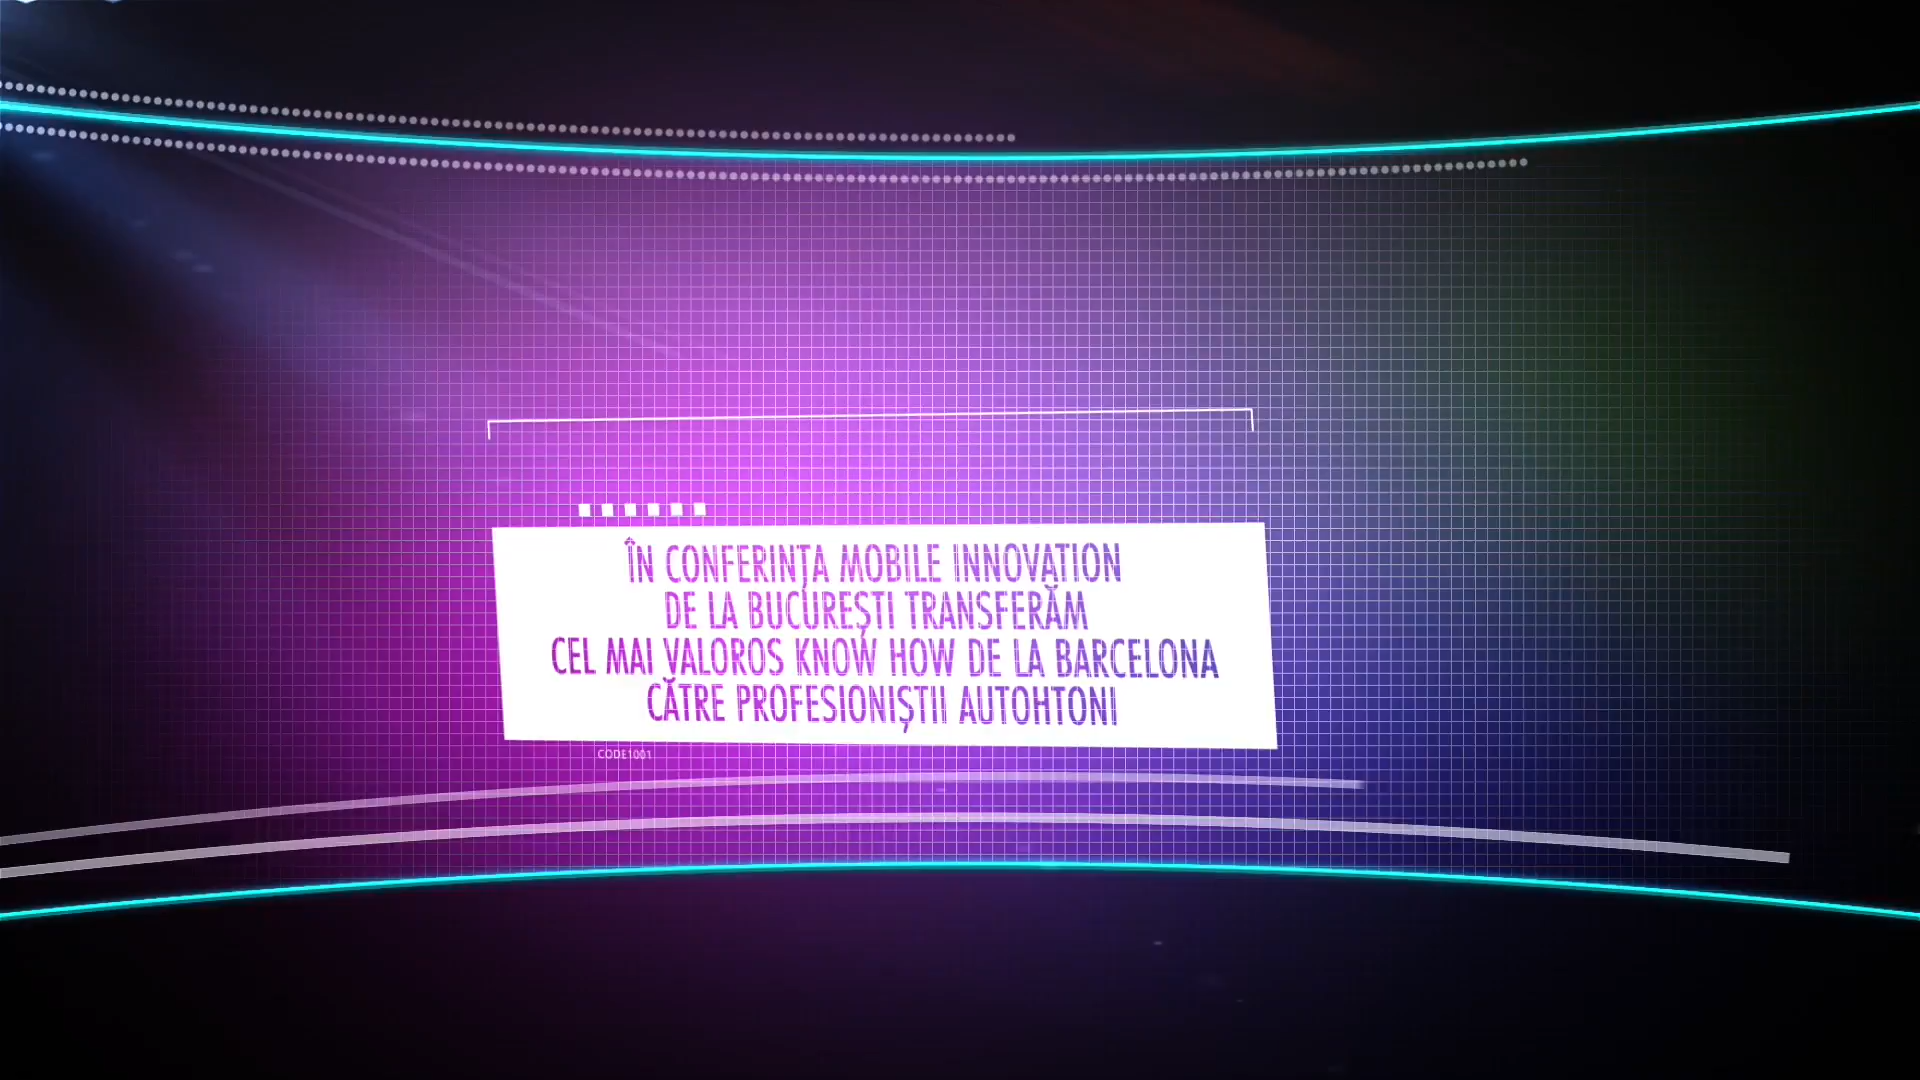 ÎN CONFERINȚA MOBILE INNOVATION
DE LA BUCUREȘTI TRANSFERĂM
CEL MAI VALOROS KNOW HOW DE LA BARCELONA
CĂTRE PROFESIONIȘTII AUTOHTONI
CODE1001